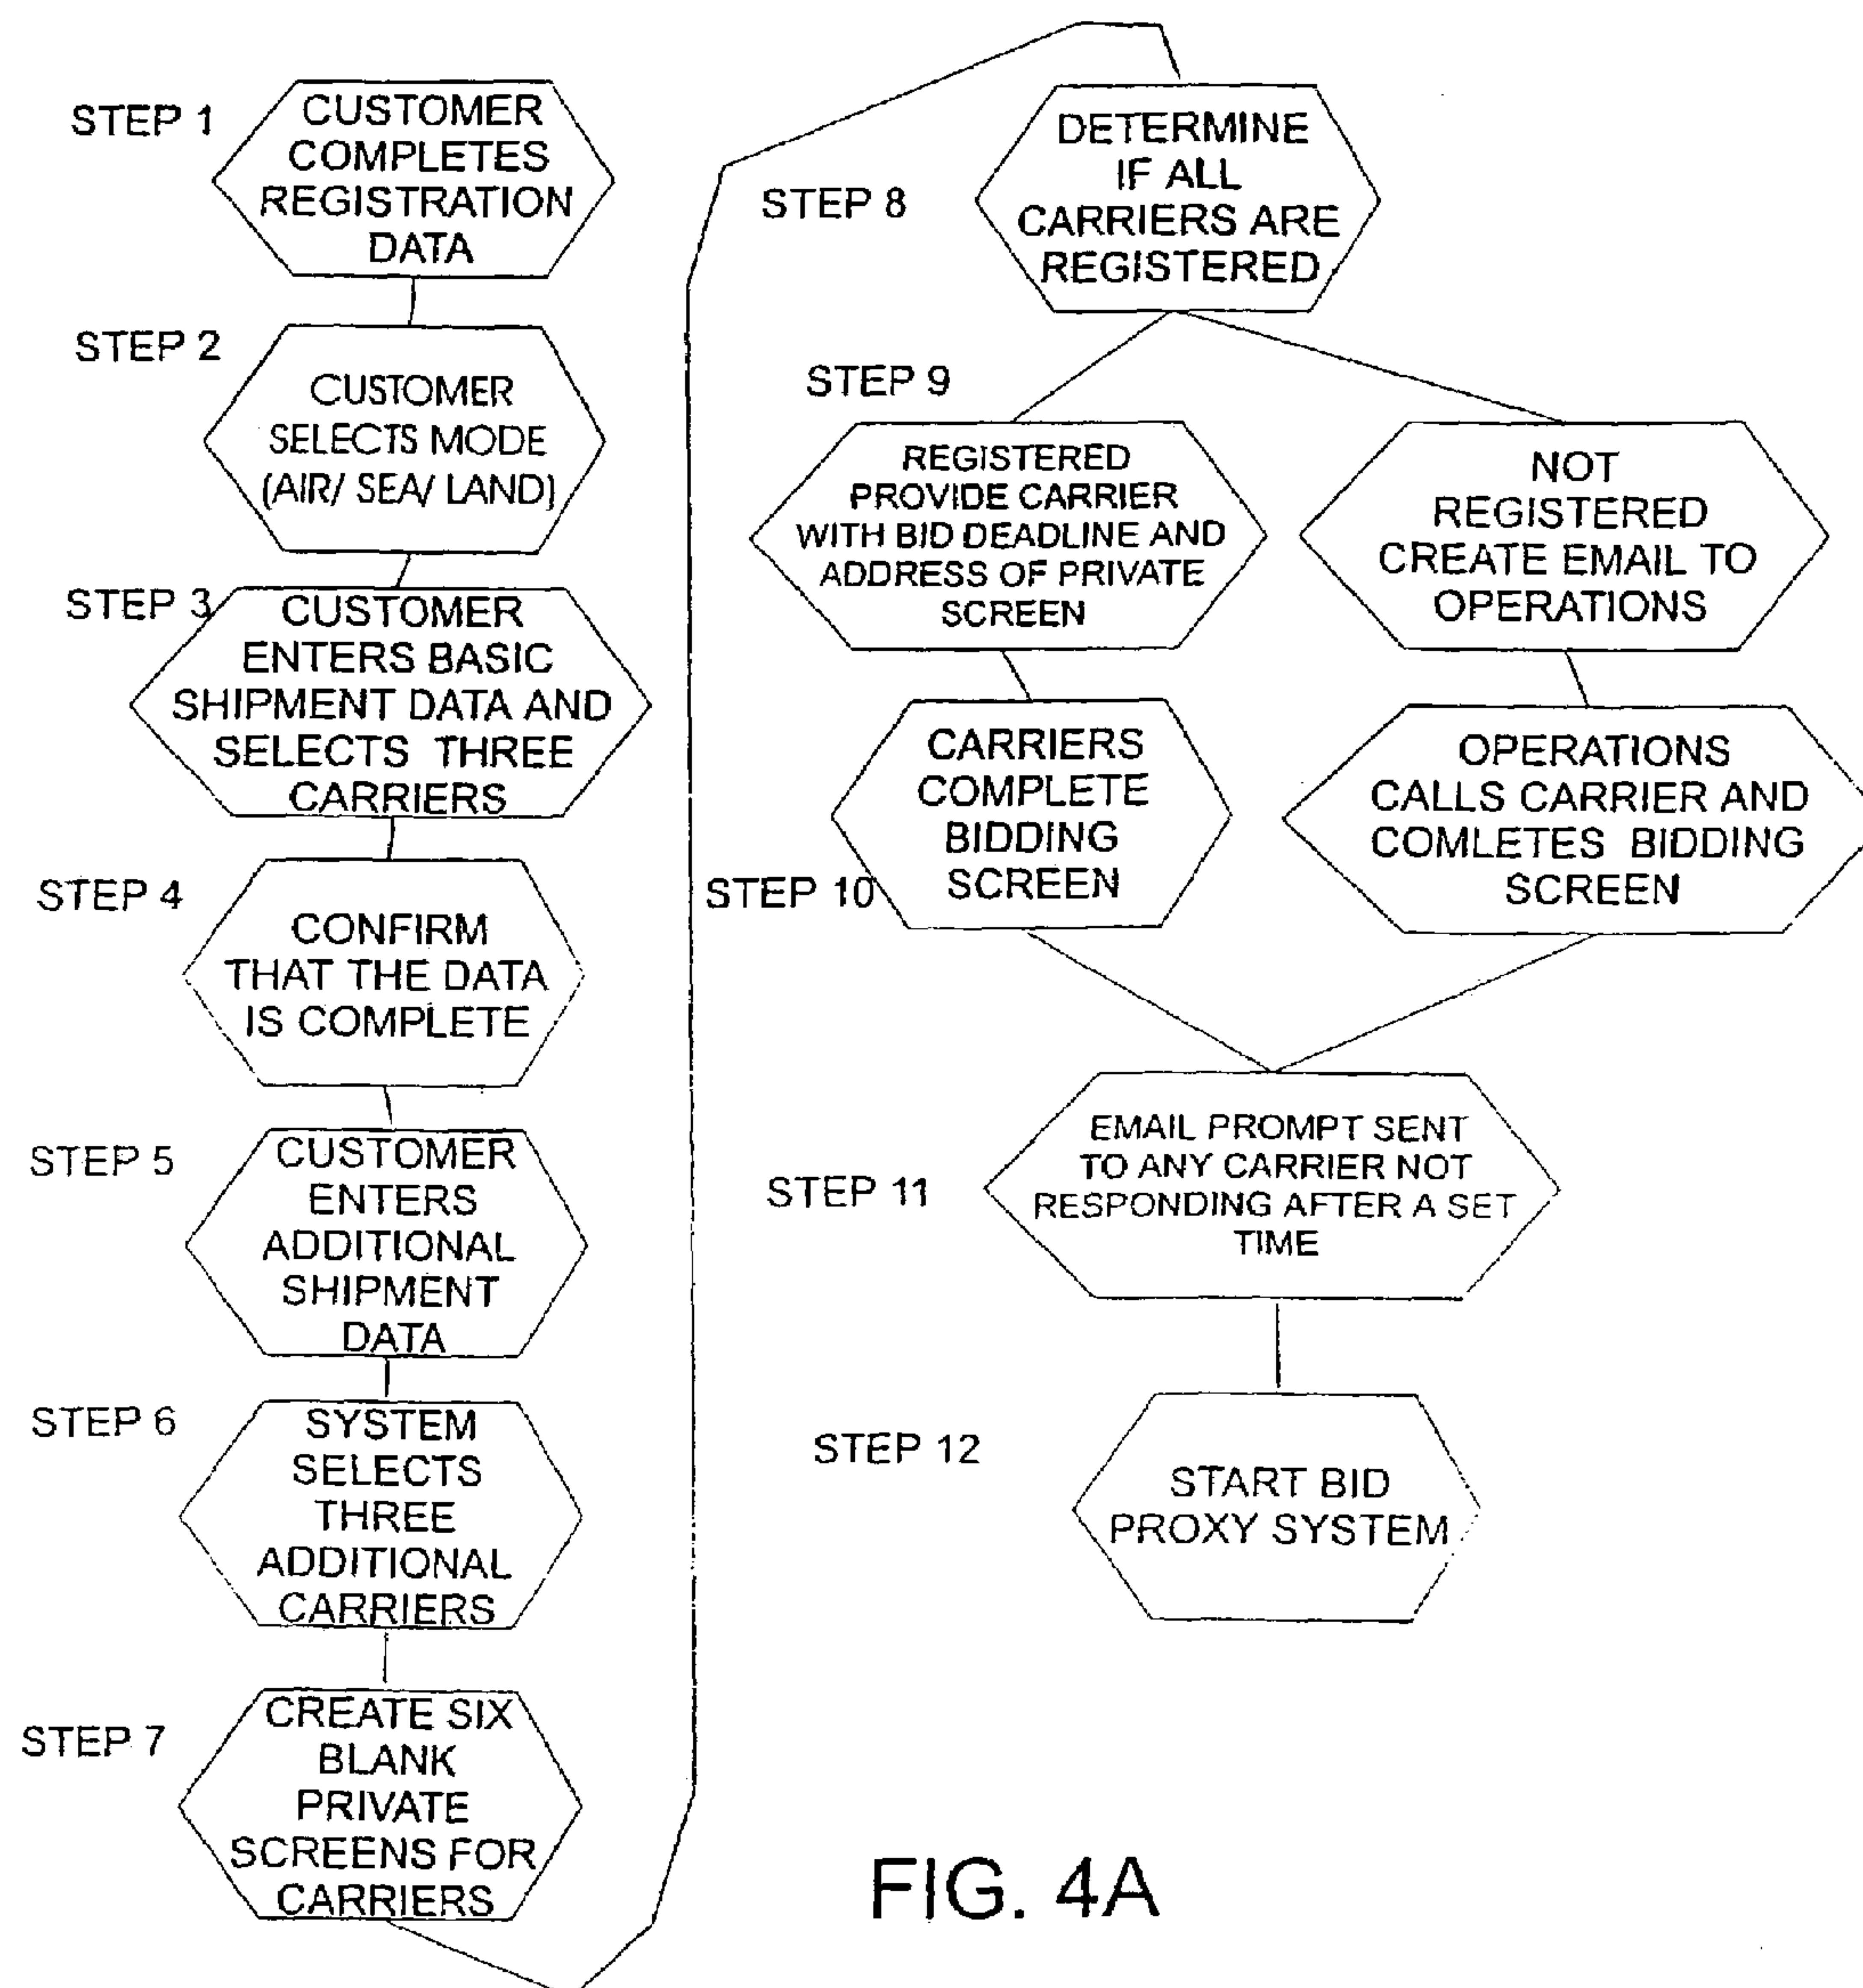 STEP 1
CUSTOMER
COMPLETES
REGISTRATION
DATA
STEP 2
CUSTOMER
SELECTS MODE
(AIR/ SEA/ LAND)
STEP 3
CUSTOMER
ENTERS BASIC
SHIPMENT DATA AND
SELECTS THREE
CARRIERS
STEP 4
CONFIRM
THAT THE DATA
IS COMPLETE
STEP 5
CUSTOMER
ENTERS
ADDITIONAL
SHIPMENT
DATA
STEP 6
SYSTEM
SELECTS
THREE
ADDITIONAL
CARRIERS
STEP 7
CREATE SIX
BLANK
PRIVATE
SCREENS FOR
CARRIERS
STEP 8
DETERMINE
IF ALL
CARRIERS ARE
REGISTERED
STEP 9
REGISTERED
PROVIDE CARRIER
WITH BID DEADLINE AND
ADDRESS OF PRIVATE
SCREEN
NOT
REGISTERED
CREATE EMAIL TO
OPERATIONS
STEP 10
CARRIERS
COMPLETE
BIDDING
SCREEN
OPERATIONS
CALLS CARRIER AND
COMLETES BIDDING
SCREEN
STEP 11
EMAIL PROMPT SENT
TO ANY CARRIER NOT
RESPONDING AFTER A SET
TIME
STEP 12
START BID
PROXY SYSTEM
FIG. 4A